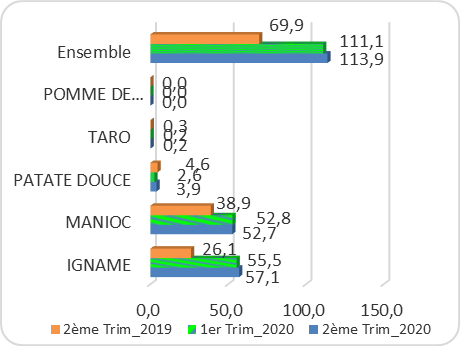 Ensemble
69,9
111,1
113,9
POMME DE...
0,0
0,0
0,0
TARO
0,3
0,2
0,2
PATATE DOUCE
4,6
2,6
3,9
MANIOC
38,9
52,8
52,7
IGNAME
26,1
55,5
57,1
0,0 50,0 100,0 150,0
2ème Trim_2019 1er Trim_2020 2ème Trim_2020